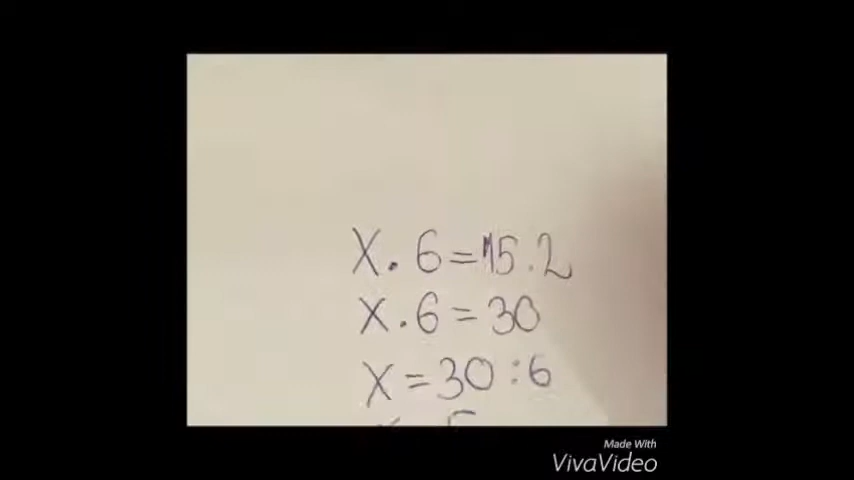 X . 6 = 15 . 2
X . 6 = 30
X = 30 : 6
Made With
VivaVideo